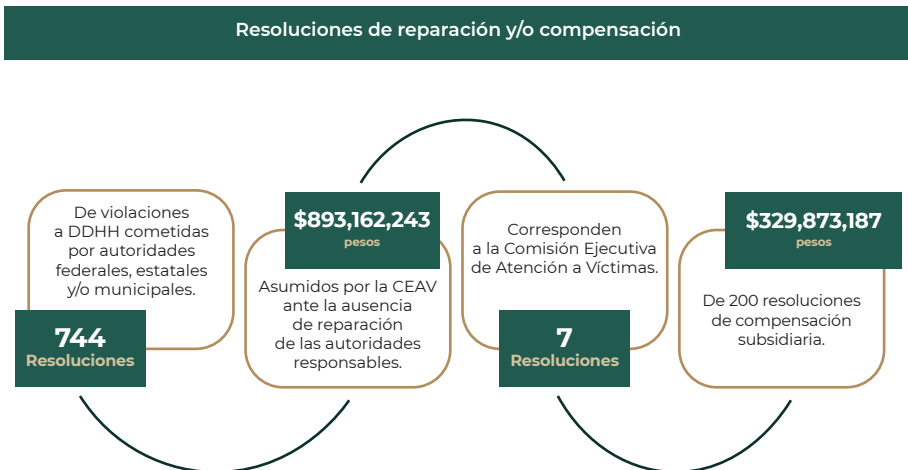 Resoluciones de reparación y/o compensación
De violaciones
a DDHH cometidas
por autoridades
federales, estatales
y/o municipales.
744
Resoluciones
$893,162,243
pesos
Asumidos por la CEAV
ante la ausencia
de reparación
de las autoridades
responsables.
Corresponden
a la Comisión Ejecutiva
de Atención a Víctimas.
7
Resoluciones
$329,873,187
pesos
De 200 resoluciones
de compensación
subsidiaria.